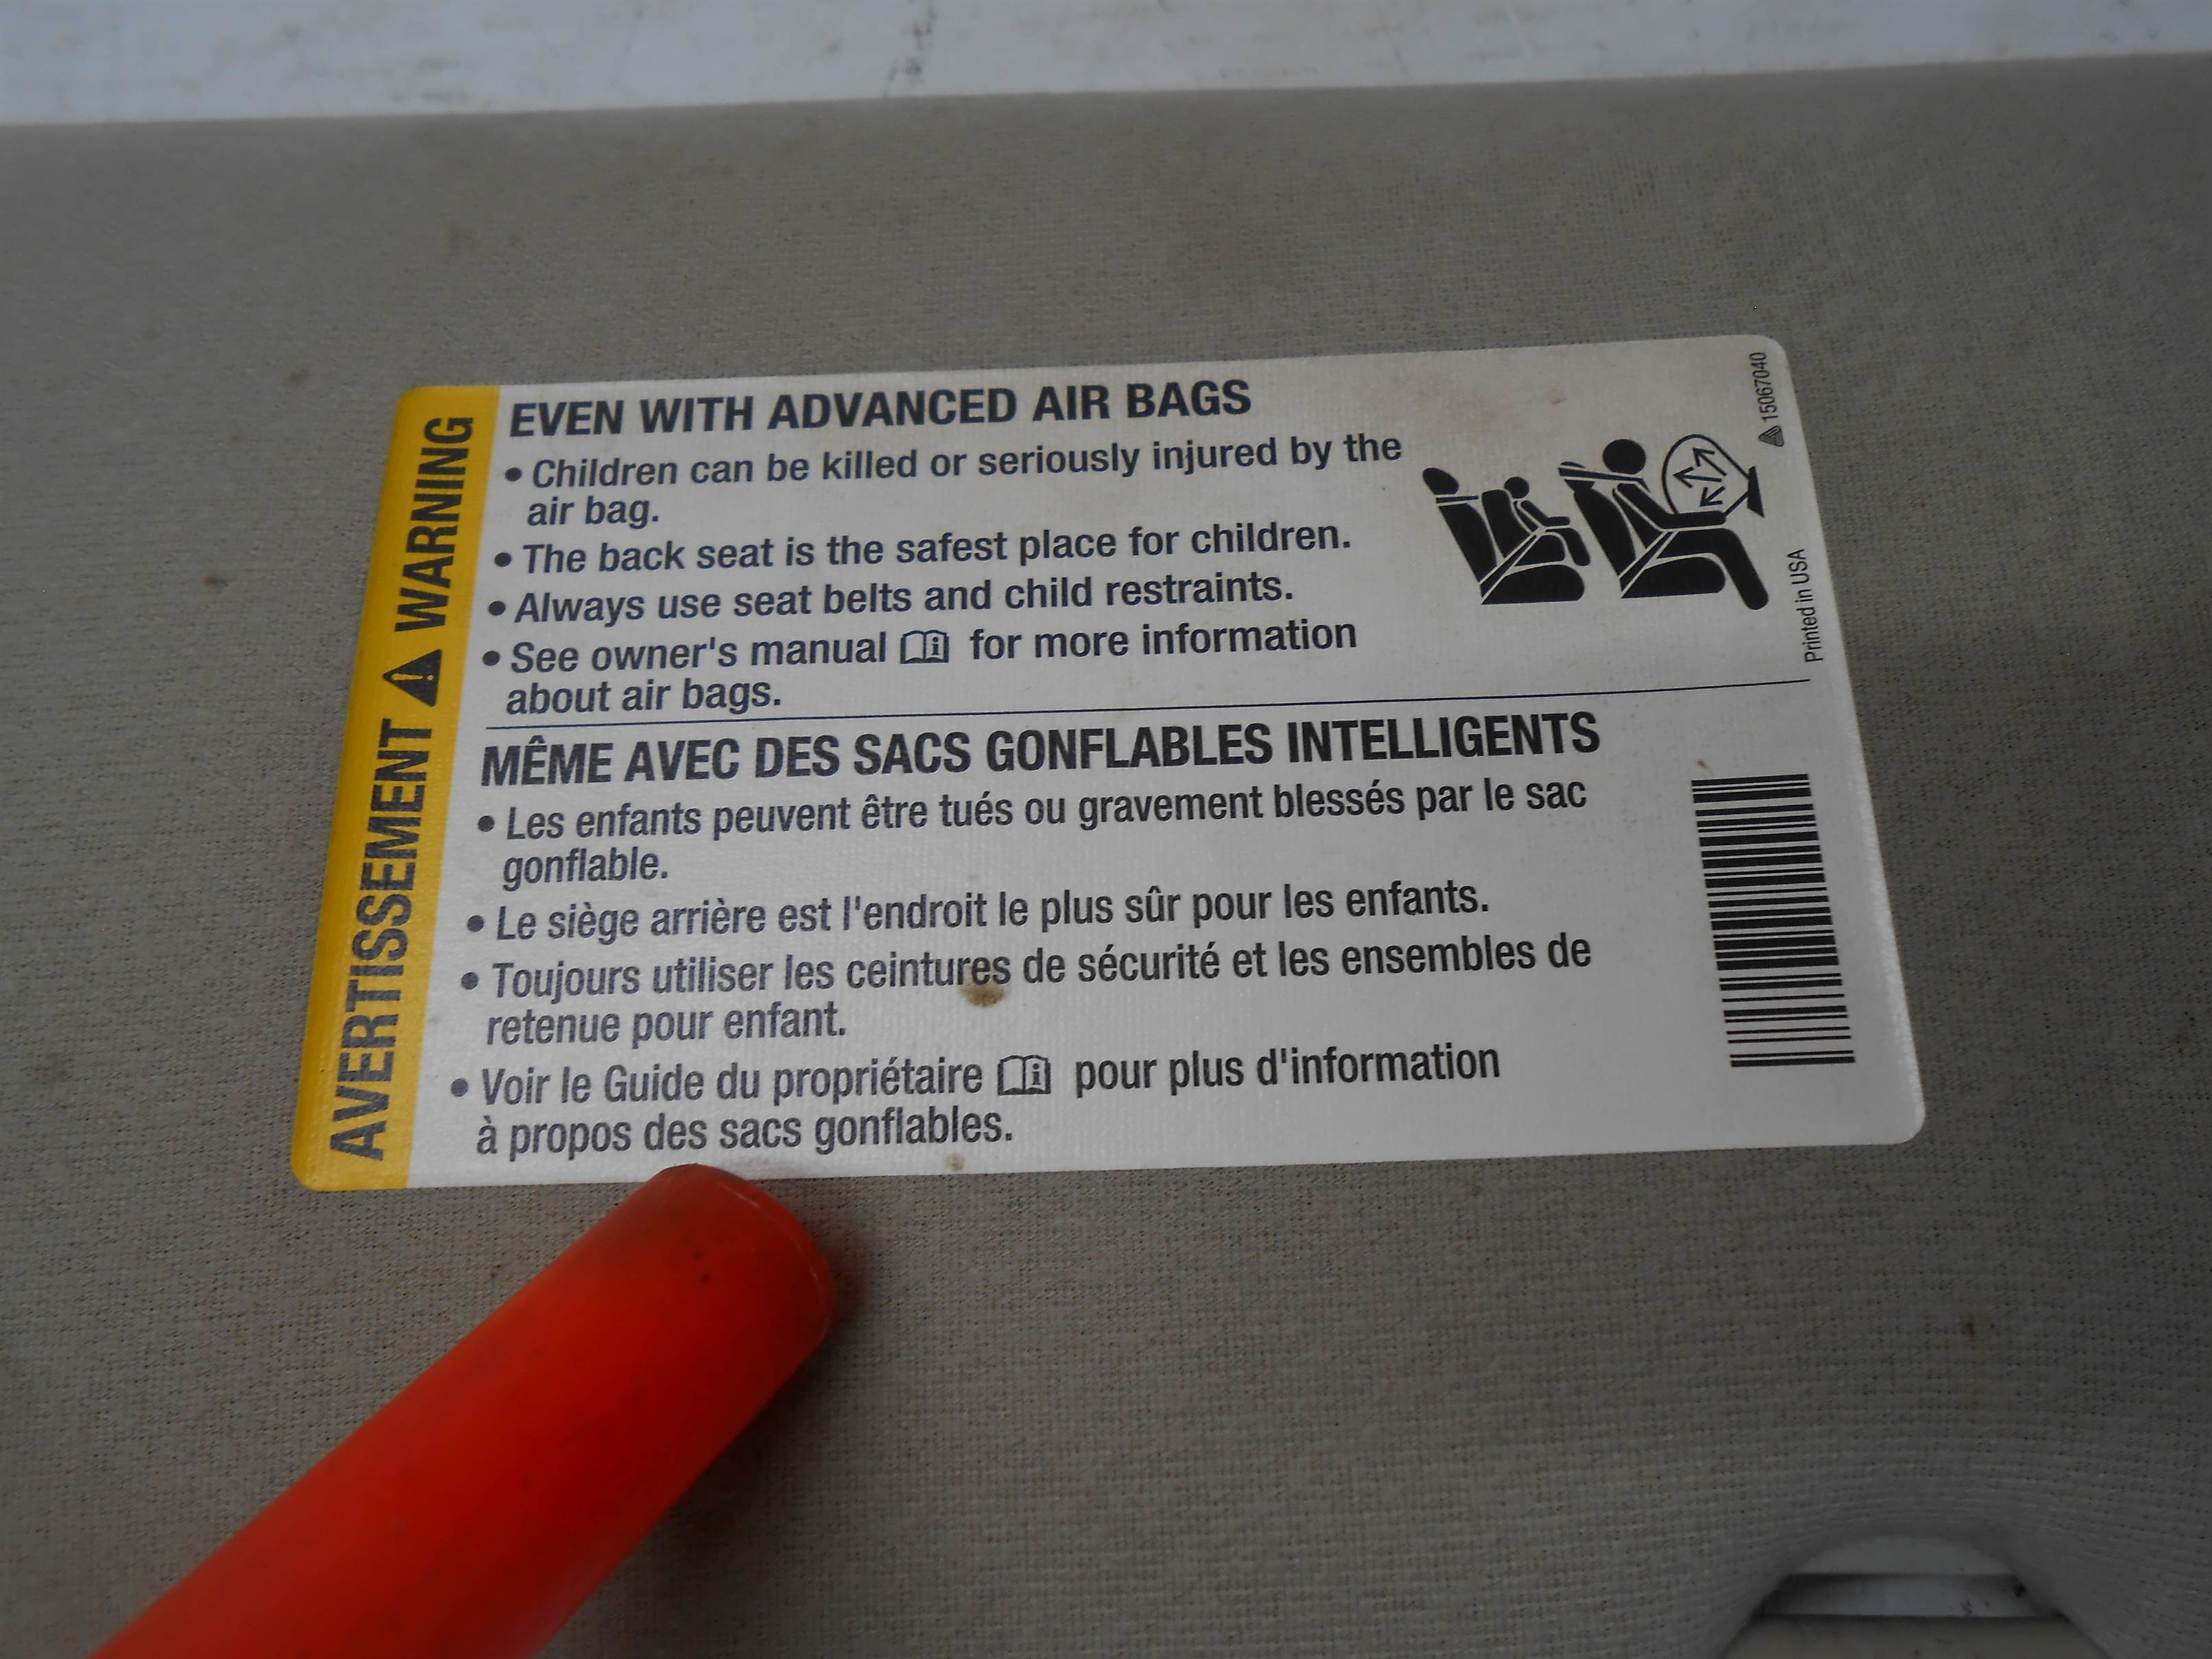 AVERTISSEMENT ⚠ WARNING
EVEN WITH ADVANCED AIR BAGS
• Children can be killed or seriously injured by the
air bag.
• The back seat is the safest place for children.
• Always use seat belts and child restraints.
• See owner's manual for more information
about air bags.
15067040
Printed in USA
MÊME AVEC DES SACS GONFLABLES INTELLIGENTS
• Les enfants peuvent être tués ou gravement blessés par le sac
gonflable.
• Le siège arrière est l'endroit le plus sûr pour les enfants.
• Toujours utiliser les ceintures de sécurité et les ensembles de
retenue pour enfant.
• Voir le Guide du propriétaire pour plus d'information
à propos des sacs gonflables.